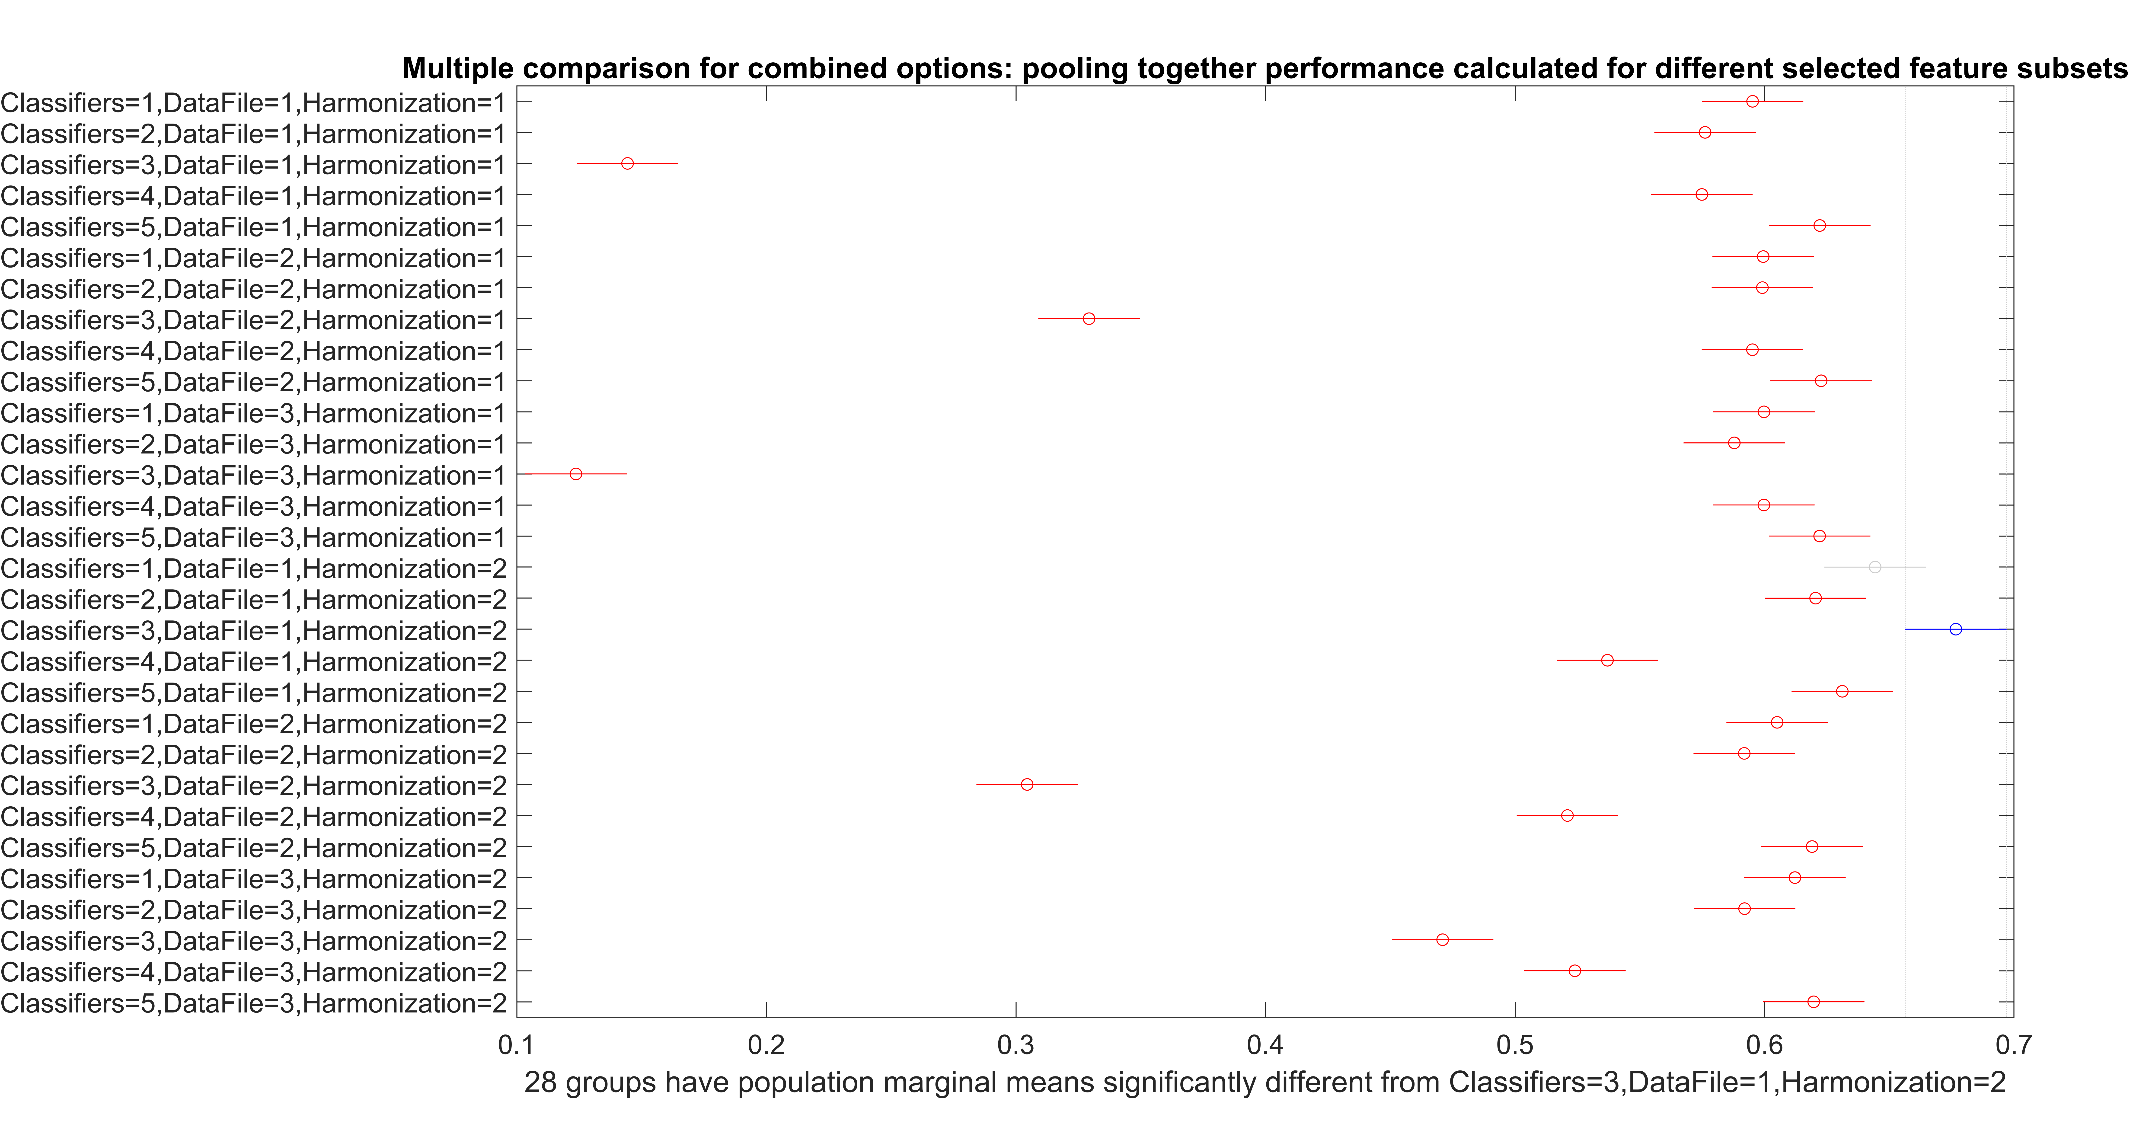 Multiple comparison for combined options: pooling together performance calculated for different selected feature subsets
Classifiers=1,DataFile=1,Harmonization=1
Classifiers=2,DataFile=1,Harmonization=1
Classifiers=3,DataFile=1,Harmonization=1
Classifiers=4,DataFile=1,Harmonization=1
Classifiers=5,DataFile=1,Harmonization=1
Classifiers=1,DataFile=2,Harmonization=1
Classifiers=2,DataFile=2,Harmonization=1
Classifiers=3,DataFile=2,Harmonization=1
Classifiers=4,DataFile=2,Harmonization=1
Classifiers=5,DataFile=2,Harmonization=1
Classifiers=1,DataFile=3,Harmonization=1
Classifiers=2,DataFile=3,Harmonization=1
Classifiers=3,DataFile=3,Harmonization=1
Classifiers=4,DataFile=3,Harmonization=1
Classifiers=5,DataFile=3,Harmonization=1
Classifiers=1,DataFile=1,Harmonization=2
Classifiers=2,DataFile=1,Harmonization=2
Classifiers=3,DataFile=1,Harmonization=2
Classifiers=4,DataFile=1,Harmonization=2
Classifiers=5,DataFile=1,Harmonization=2
Classifiers=1,DataFile=2,Harmonization=2
Classifiers=2,DataFile=2,Harmonization=2
Classifiers=3,DataFile=2,Harmonization=2
Classifiers=4,DataFile=2,Harmonization=2
Classifiers=5,DataFile=2,Harmonization=2
Classifiers=1,DataFile=3,Harmonization=2
Classifiers=2,DataFile=3,Harmonization=2
Classifiers=3,DataFile=3,Harmonization=2
Classifiers=4,DataFile=3,Harmonization=2
Classifiers=5,DataFile=3,Harmonization=2
0.1 0.2 0.3 0.4 0.5 0.6 0.7
28 groups have population marginal means significantly different from Classifiers=3,DataFile=1,Harmonization=2